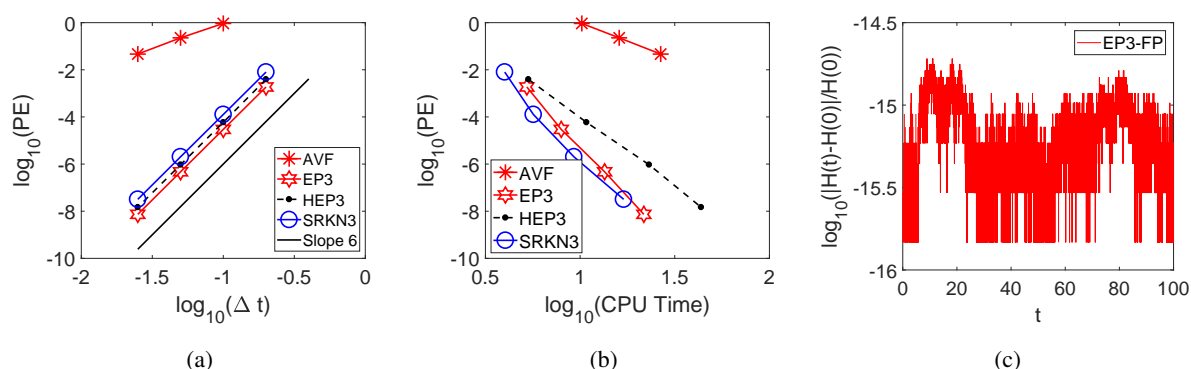 0
-2
-4
-6
-8
-10
-2
-1.5
-1
-0.5
0
log10(PE)
log10(Δ t)
AVF
EP3
HEP3
SRKN3
Slope 6
(a)
0
-2
-4
-6
-8
-10
0.5
1
1.5
2
log10(PE)
log10(CPU Time)
AVF
EP3
HEP3
SRKN3
(b)
-14.5
-15
-15.5
-16
0
20
40
60
80
100
log10(|H(t)-H(0)|/H(0))
t
EP3-FP
(c)